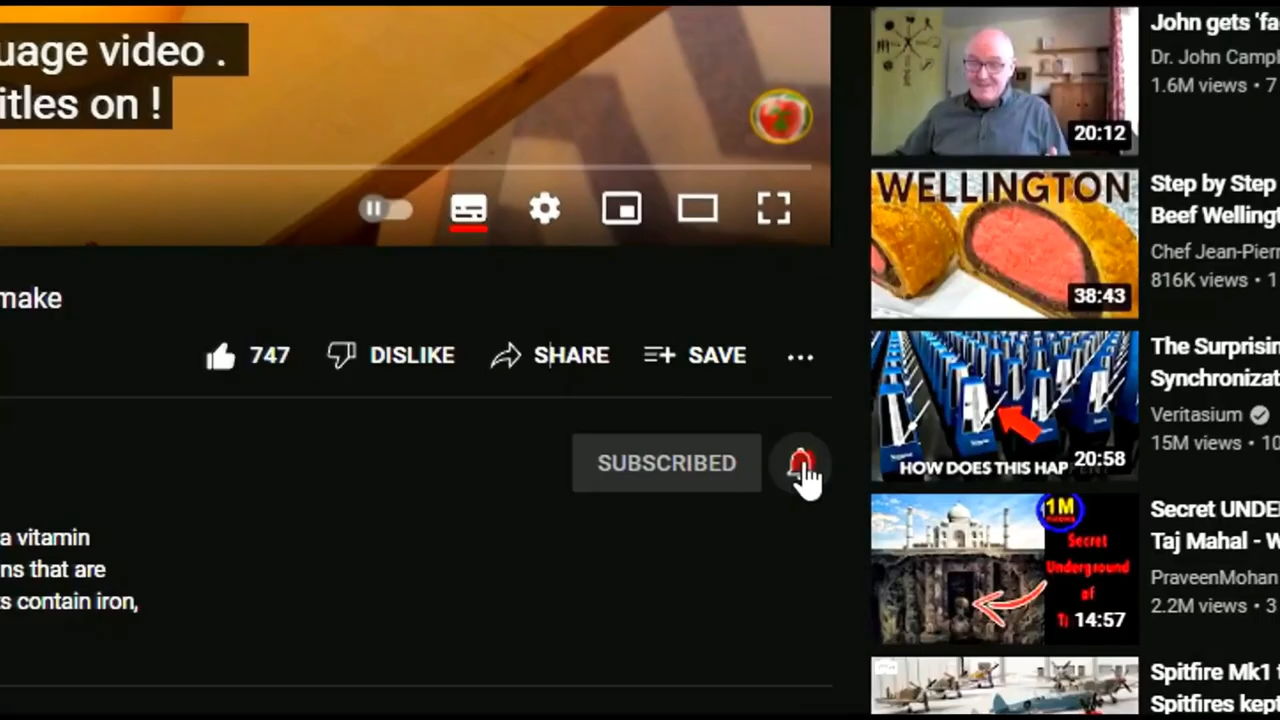 uage video .
itles on !
make
747
DISLIKE
SHARE
SAVE
SUBSCRIBED
a vitamin
ns that are
s contain iron,
20:12
John gets 'fa
Dr. John Campl
1.6M views • 7
WELLINGTON
38:43
Step by Step
Beef Wellingt
Chef Jean-Pierr
816K views • 1
HOW DOES THIS HAP
20:58
The Surprisin
Synchronizat
Veritasium
15M views • 10
1M
Secret
Underground
of
Tj
14:57
Secret UNDE
Taj Mahal - W
PraveenMohan
2.2M views • 3
Spitfire Mk1 t
Spitfires kept